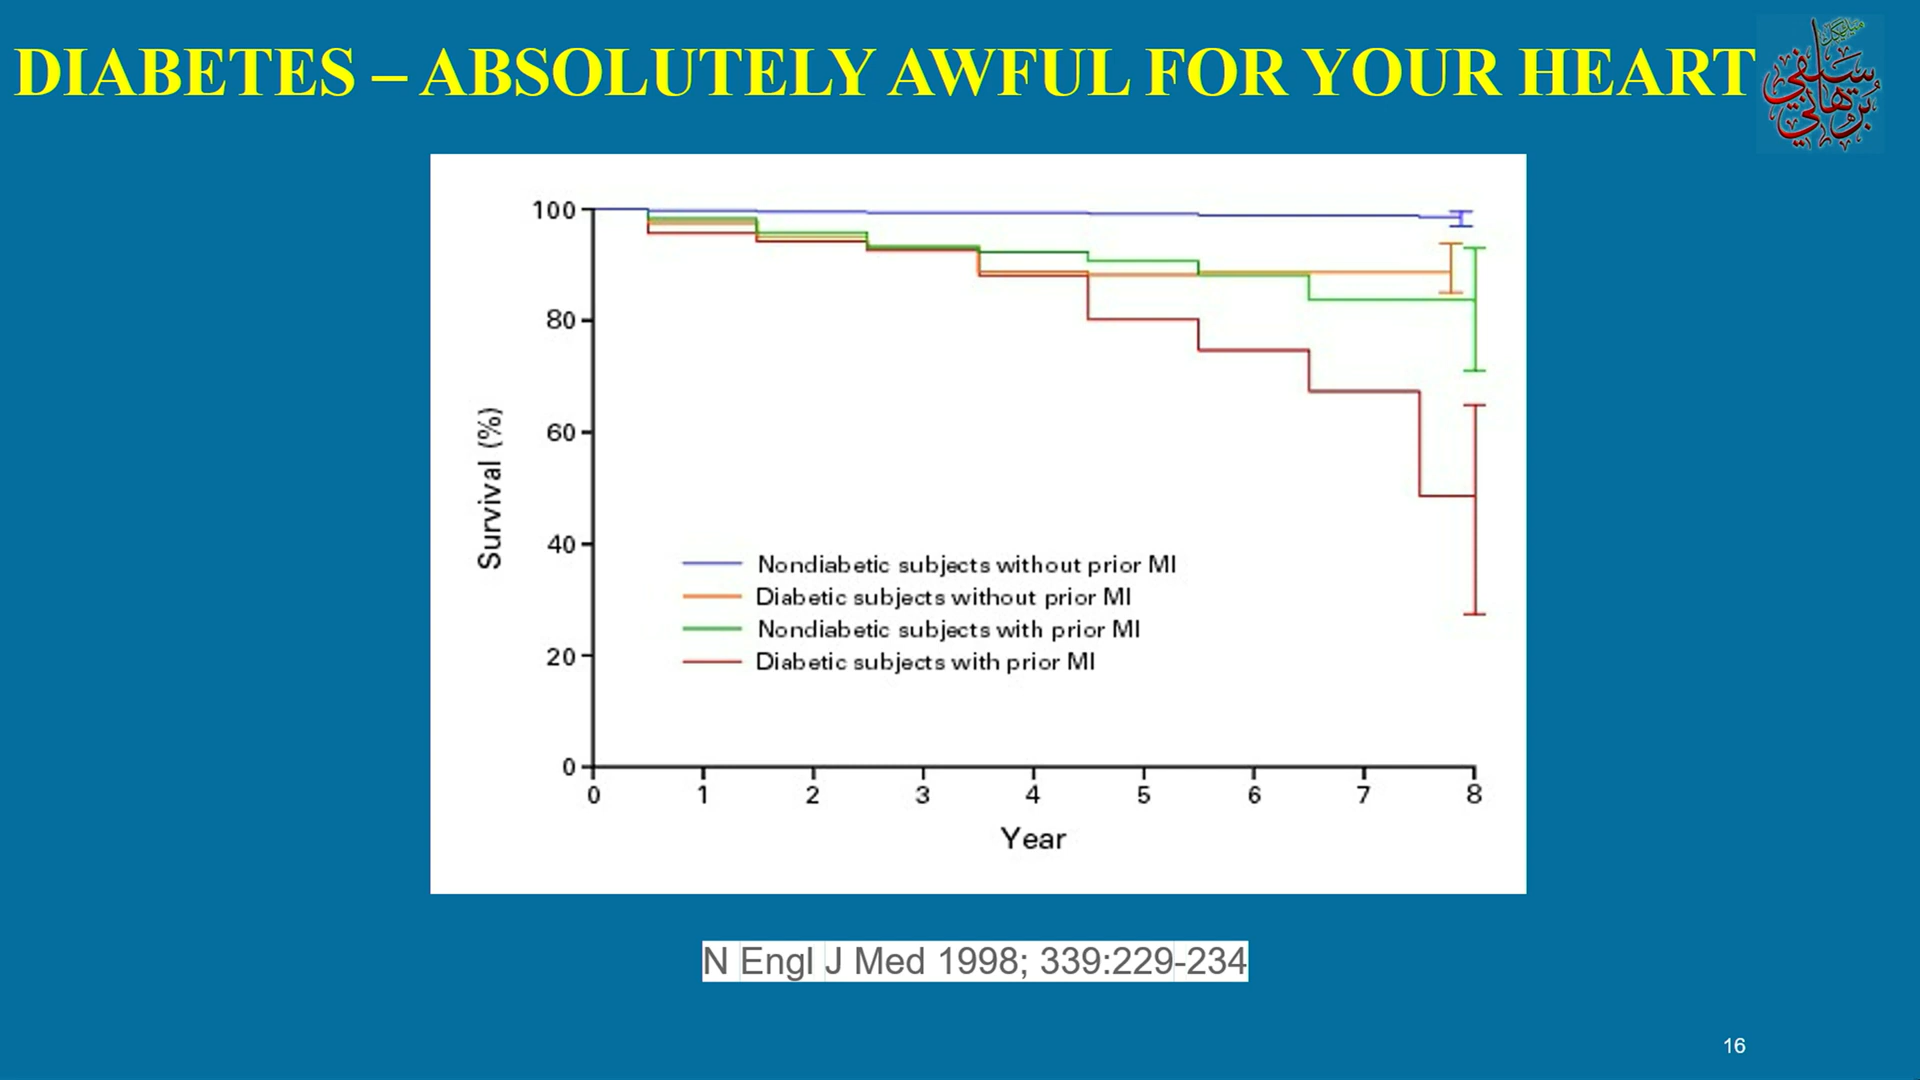 DIABETES – ABSOLUTELY AWFUL FOR YOUR HEART
سيفي برهاني
100
80
60
40
20
0
Survival (%)
Nondiabetic subjects without prior MI
Diabetic subjects without prior MI
Nondiabetic subjects with prior MI
Diabetic subjects with prior MI
0 1 2 3 4 5 6 7 8
Year
N Engl J Med 1998; 339:229-234
16